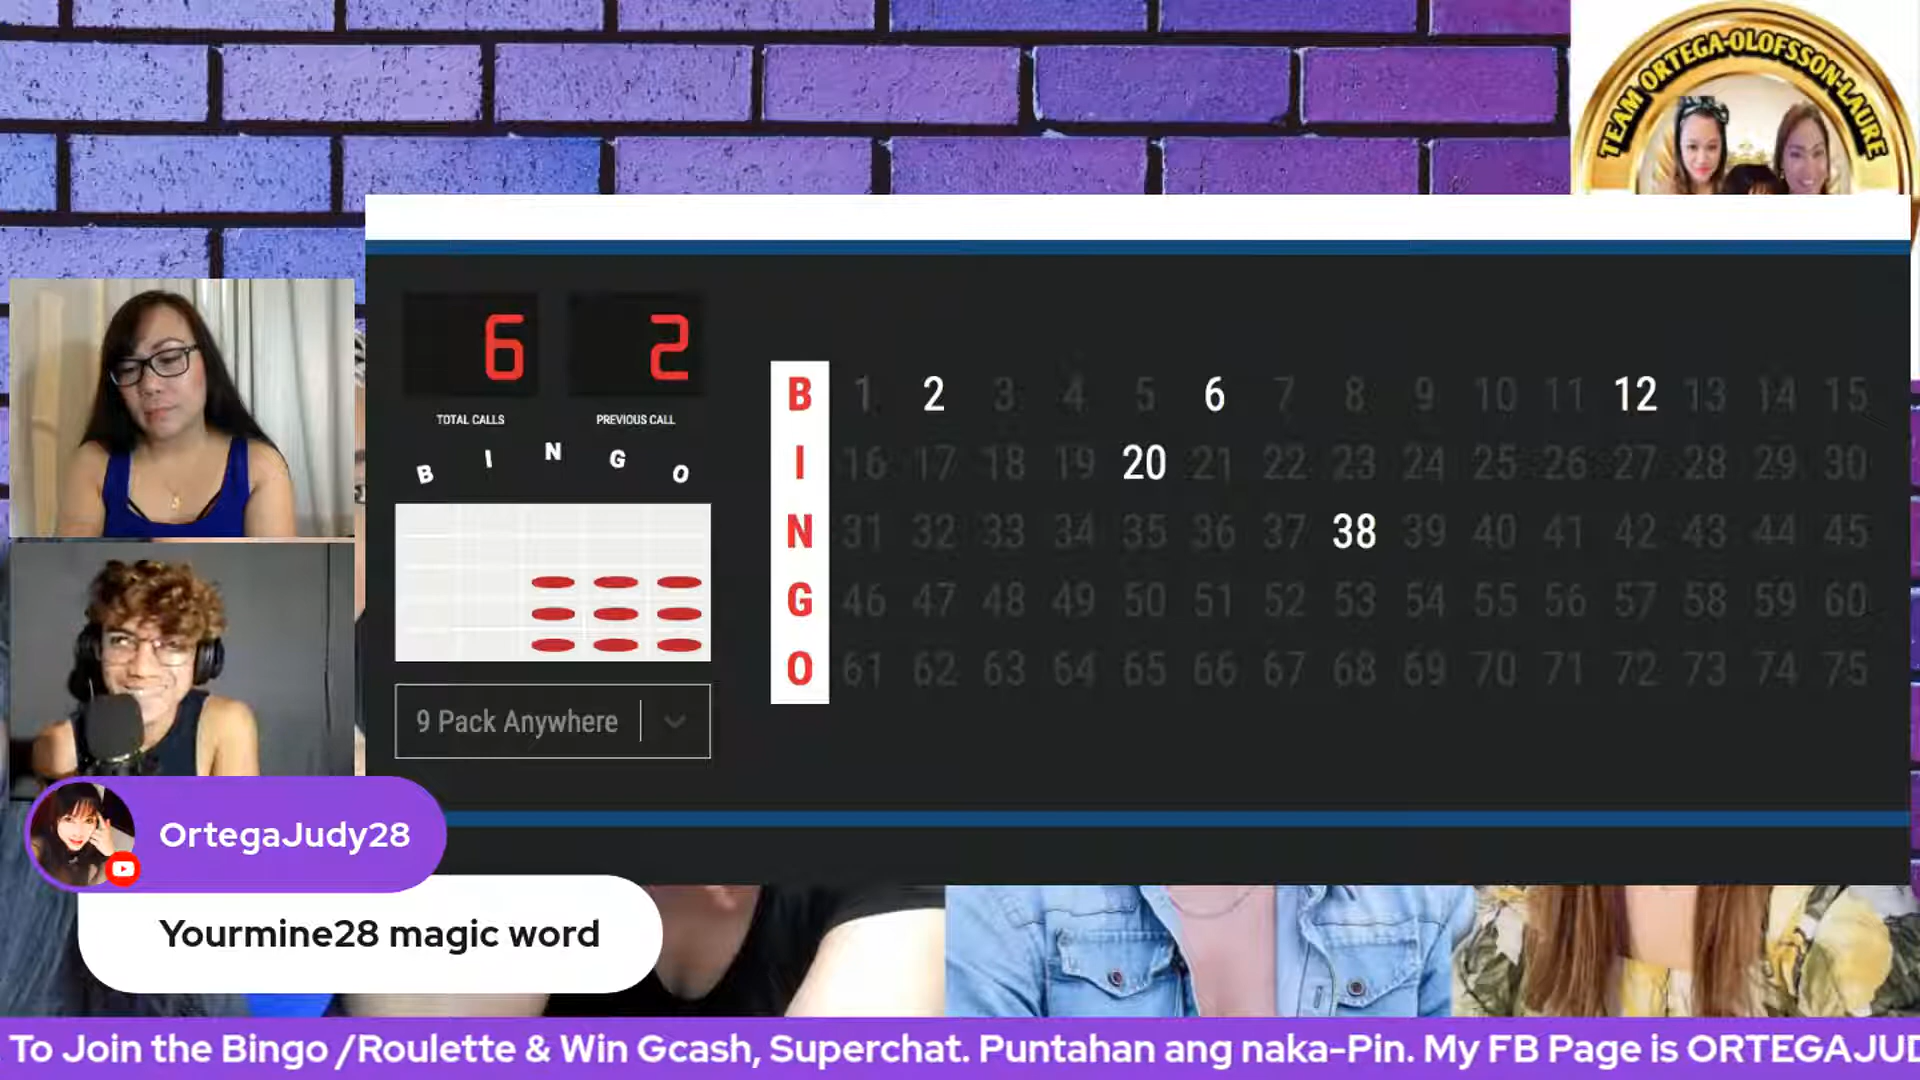 TEAM ORTEGA-OLOFSSON-LAURE
6 2
TOTAL CALLS PREVIOUS CALL
B I N G O
9 Pack Anywhere
B 1 2 3 4 5 6 7 8 9 10 11 12 13 14 15
I 16 17 18 19 20 21 22 23 24 25 26 27 28 29 30
N 31 32 33 34 35 36 37 38 39 40 41 42 43 44 45
G 46 47 48 49 50 51 52 53 54 55 56 57 58 59 60
O 61 62 63 64 65 66 67 68 69 70 71 72 73 74 75
OrtegaJudy28
Yourmine28 magic word
To Join the Bingo /Roulette & Win Gcash, Superchat. Puntahan ang naka-Pin. My FB Page is ORTEGAJUD